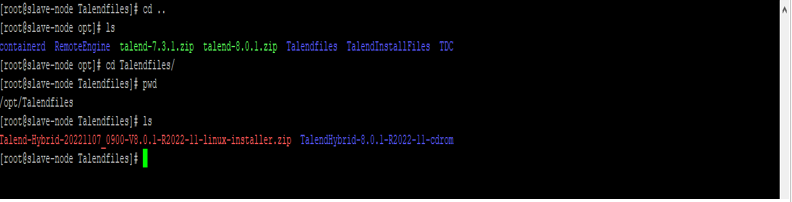 [root@slave-node Talendfiles]# cd ..
[root@slave-node opt]# ls
containerd RemoteEngine talend-7.3.1.zip talend-8.0.1.zip Talendfiles TalendInstallFiles TDC
[root@slave-node opt]# cd Talendfiles/
[root@slave-node Talendfiles]# pwd
/opt/Talendfiles
[root@slave-node Talendfiles]# ls
Talend-Hybrid-20221107_0900-V8.0.1-R2022-11-linux-installer.zip TalendHybrid-8.0.1-R2022-11-cdrom
[root@slave-node Talendfiles]#